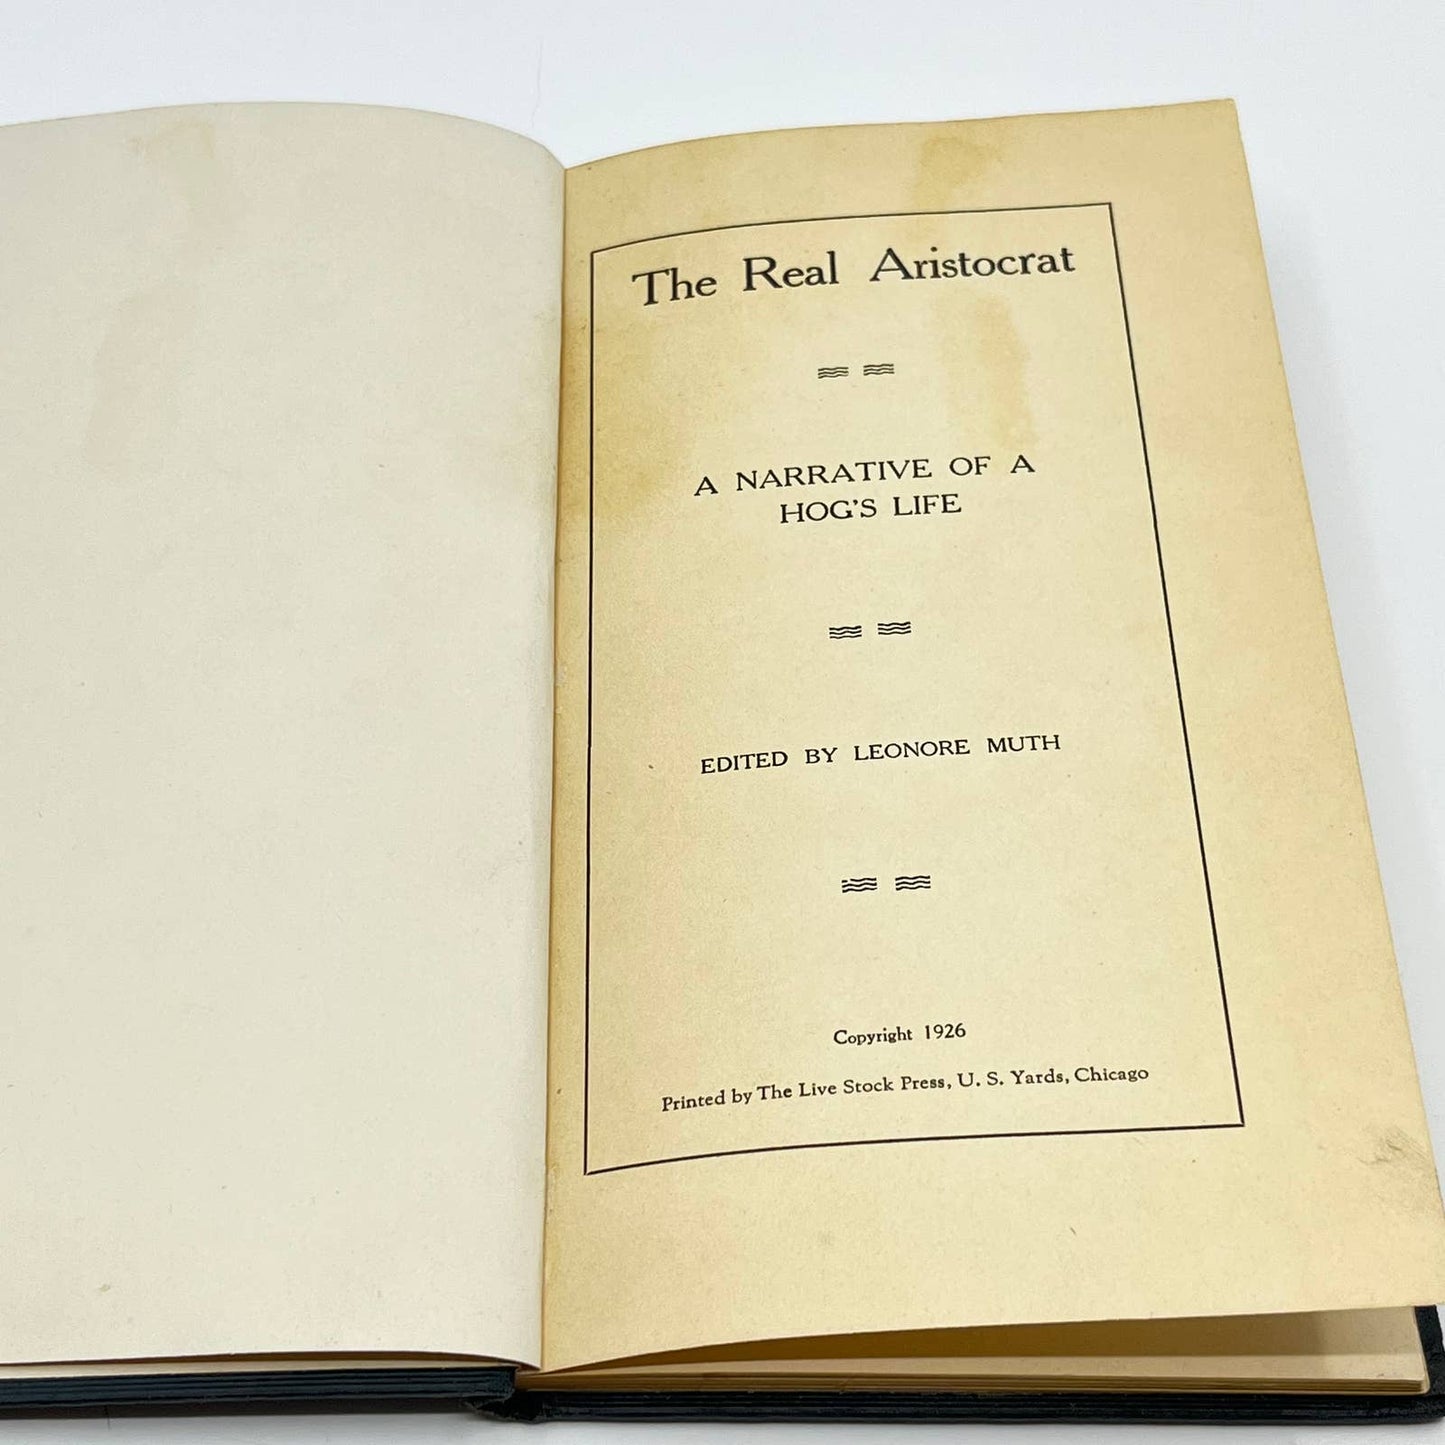 The Real Aristocrat
A NARRATIVE OF A
HOG'S LIFE
EDITED BY LEONORE MUTH
Copyright 1926
Printed by The Live Stock Press, U. S. Yards, Chicago